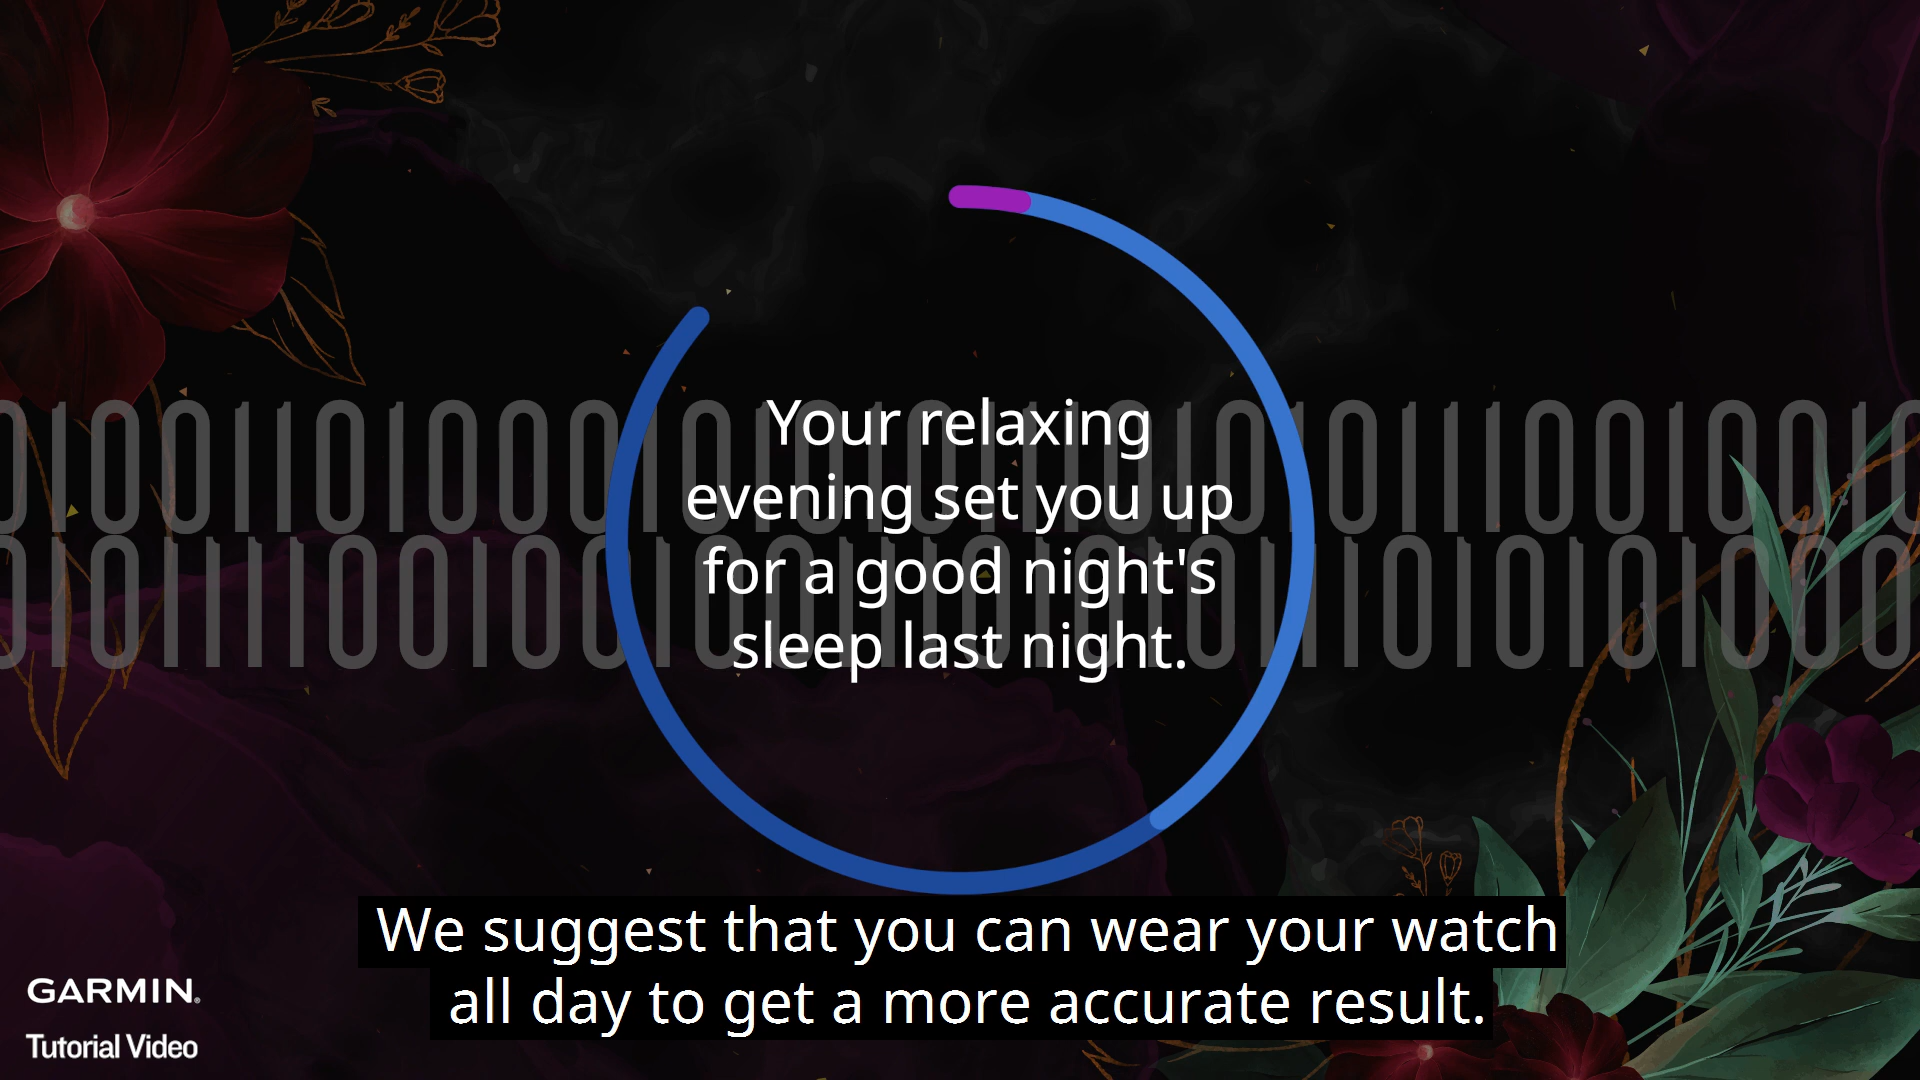 Your relaxing
evening set you up
for a good night's
sleep last night.
We suggest that you can wear your watch
all day to get a more accurate result.
GARMIN®
Tutorial Video